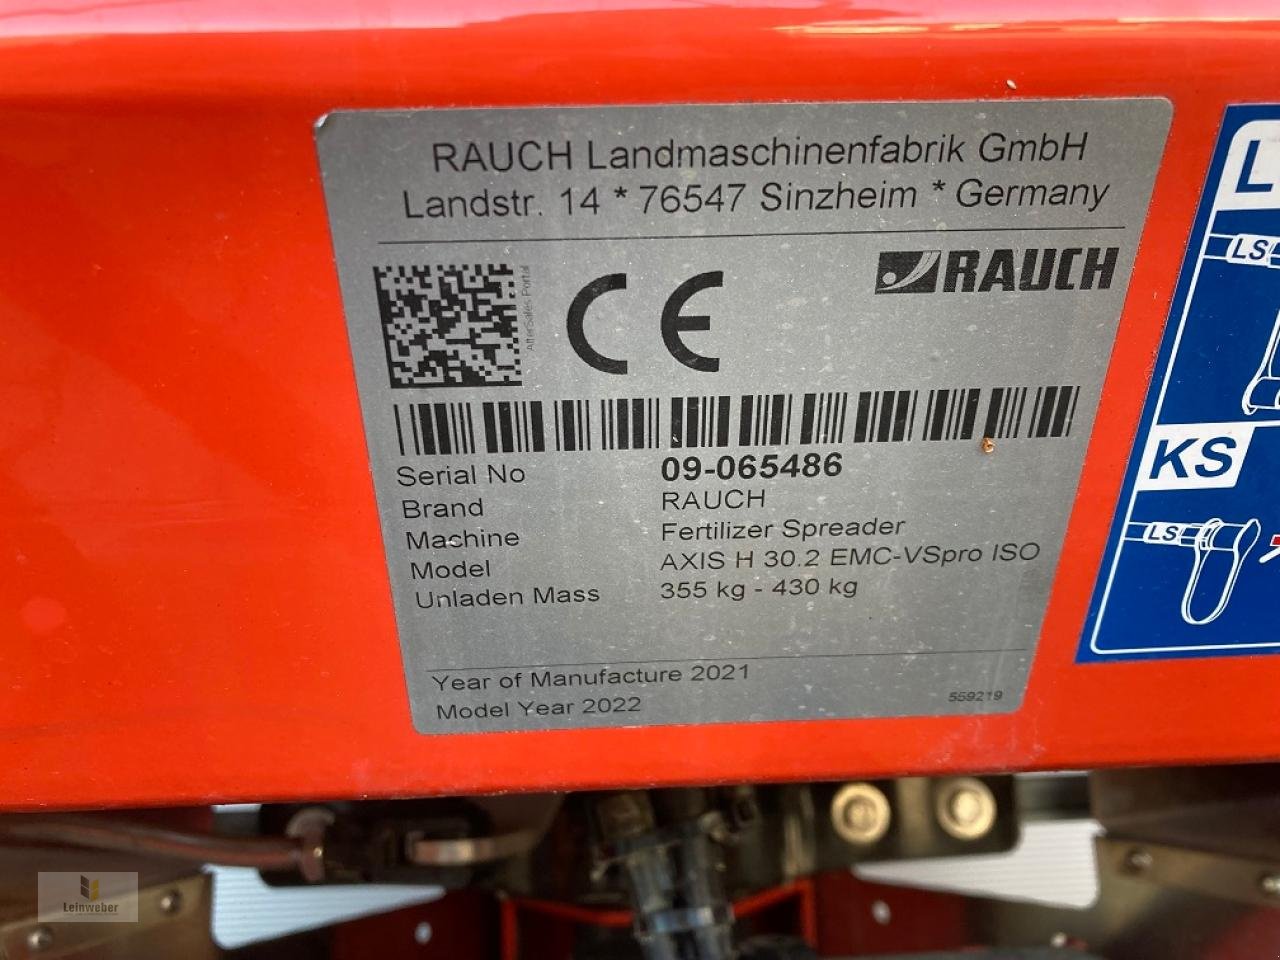 RAUCH Landmaschinenfabrik GmbH
Landstr. 14 * 76547 Sinzheim * Germany
AfterSales Portal
CE
RAUCH
Serial No 09-065486
Brand RAUCH
Machine Fertilizer Spreader
Model AXIS H 30.2 EMC-VSpro ISO
Unladen Mass 355 kg - 430 kg
Year of Manufacture 2021
Model Year 2022
559219
LS
KS
LS
Leinweber